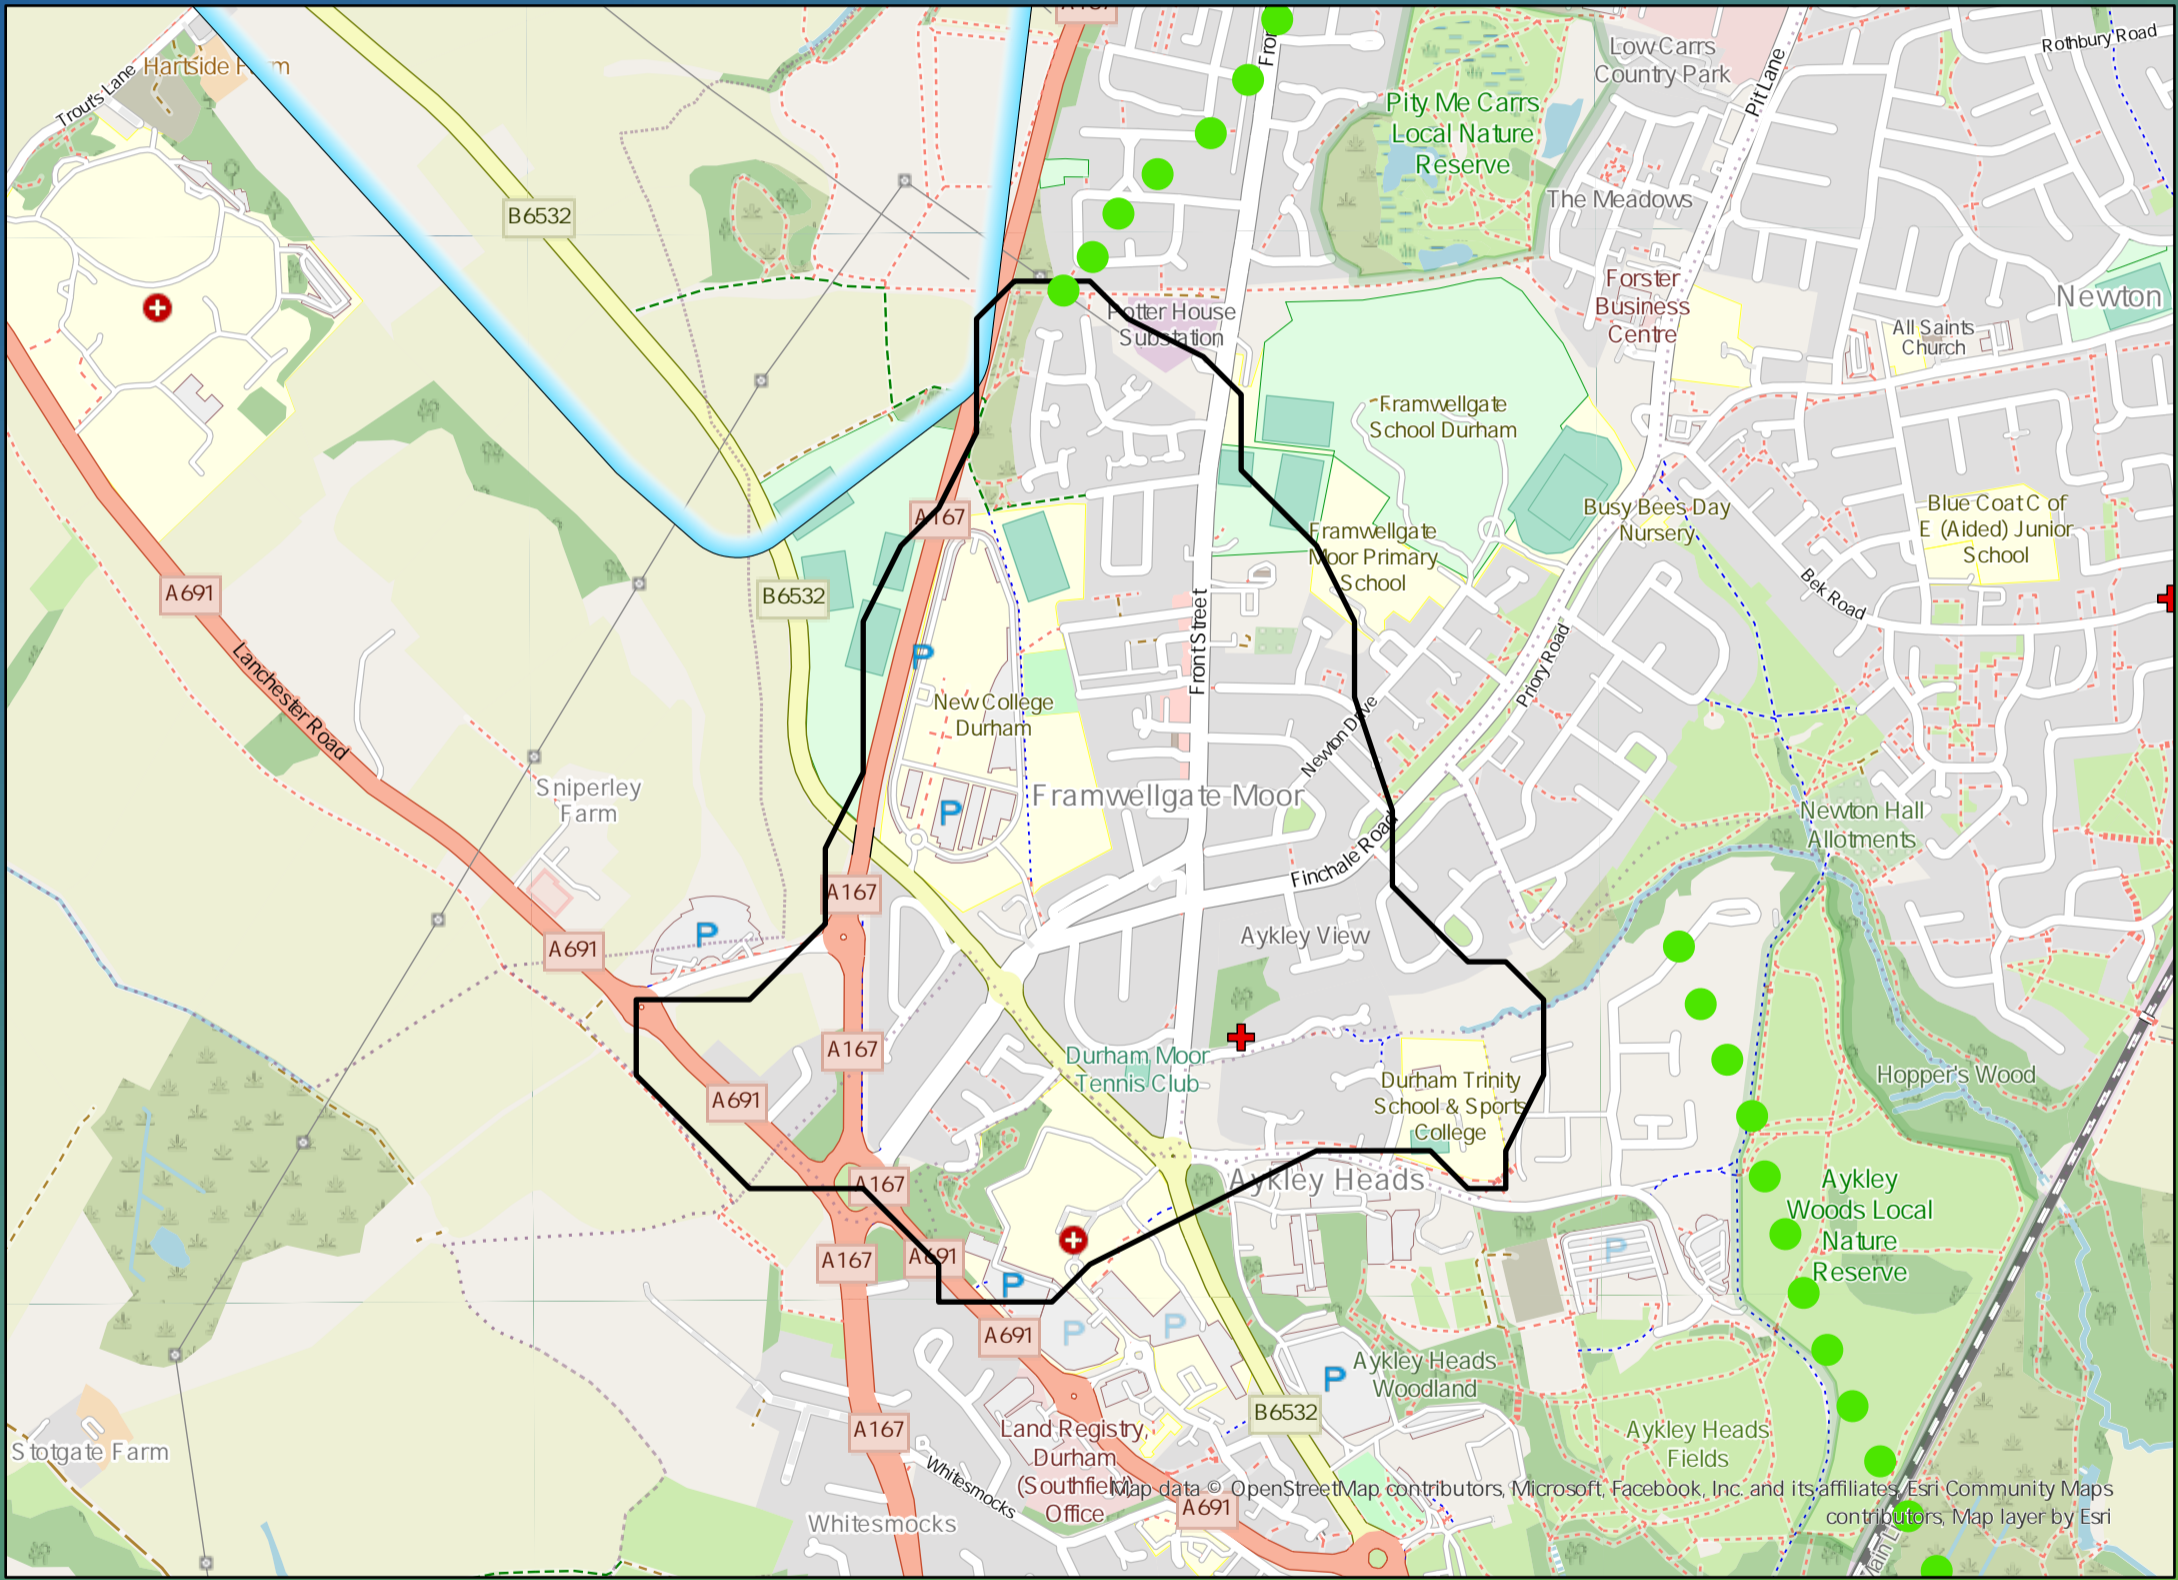 A167
Trout's Lane
Hartside F rm
Fron
Low Carrs
Country Park
Pit Lane
Rothbury Road
Pity Me Carrs
Local Nature
Reserve
B6532
The Meadows
Forster
Business
Centre
Newton
Potter House
Substation
All Saints
Church
Framwellgate
School Durham
A167
Busy Bees Day
Nursery
Blue Coat C of
E (Aided) Junior
School
Framwellgate
Moor Primary
School
A691
B6532
Bek Road
Front Street
P
Priory Road
Lanchester Road
New College
Durham
Newton Drive
Sniperley
Farm
Framwellgate Moor
P
Newton Hall
Allotments
Finchale Road
A167
P
A691
Aykley View
A167
Durham Moor
Tennis Club
Hopper's Wood
A691
Durham Trinity
School & Sports
College
A167
Aykley Heads
Aykley
Woods Local
Nature
Reserve
A167
A691
P
P
A691
P
P
Aykley Heads
Woodland
P
B6532
A167
Land Registry,
Durham
(Southfield)
Office
Aykley Heads
Fields
Stotgate Farm
Whitesmocks
A691
Whitesmocks
Map data © OpenStreetMap contributors, Microsoft, Facebook, Inc. and its affiliates, Esri Community Maps
contributors, Map layer by Esri